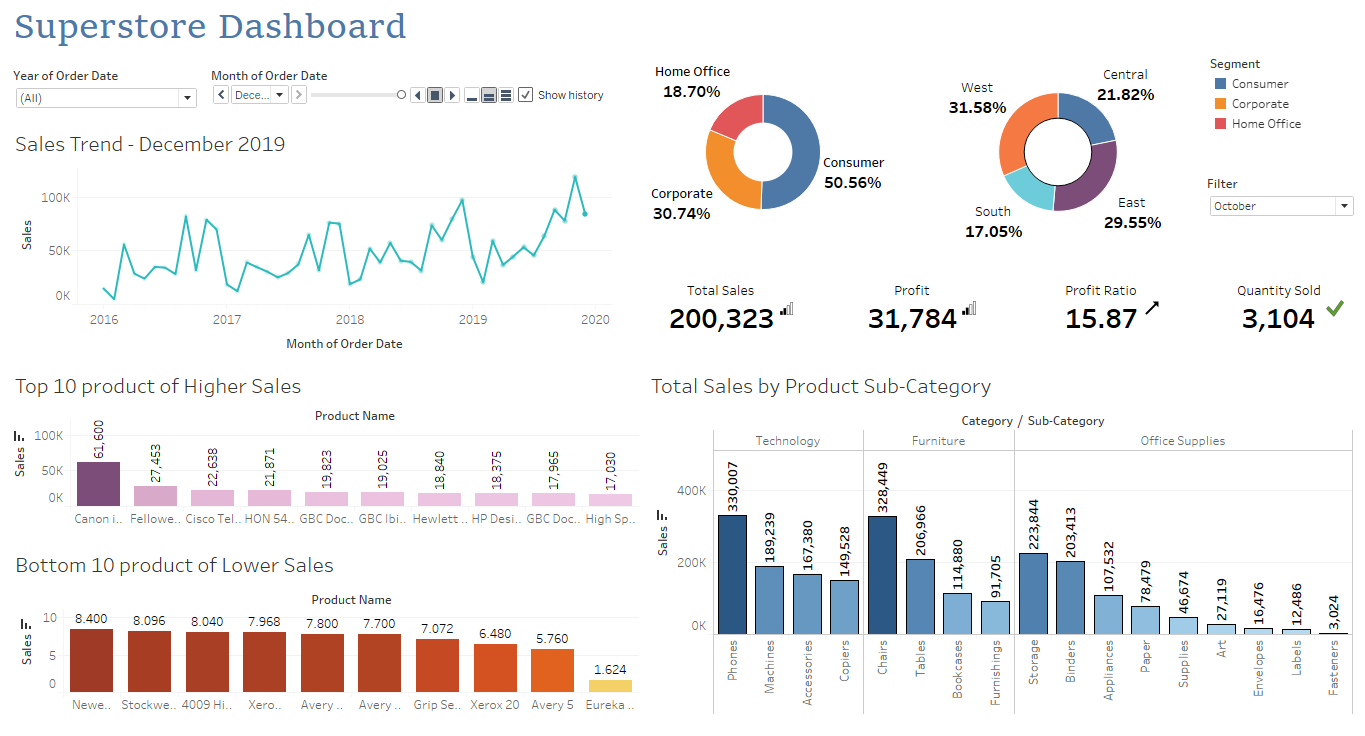 Superstore Dashboard
Year of Order Date
(All)
Month of Order Date
Dece...
Show history
Sales Trend - December 2019
Sales
100K
50K
0K
2016 2017 2018 2019 2020
Month of Order Date
Home Office
18.70%
Consumer
50.56%
Corporate
30.74%
Central
21.82%
West
31.58%
East
29.55%
South
17.05%
Segment
Consumer
Corporate
Home Office
Filter
October
Total Sales
200,323
Profit
31,784
Profit Ratio
15.87
Quantity Sold
3,104
Top 10 product of Higher Sales
Product Name
Sales
100K
50K
0K
61,600 27,453 22,638 21,871 19,823 19,025 18,840 18,375 17,965 17,030
Canon i.. Fellowe.. Cisco Tel.. HON 54.. GBC Doc.. GBC Ibi.. Hewlett .. HP Desi.. GBC Doc.. High Sp..
Bottom 10 product of Lower Sales
Product Name
Sales
10
5
0
8.400 8.096 8.040 7.968 7.800 7.700 7.072 6.480 5.760 1.624
Newe.. Stockwe.. 4009 Hi.. Xero.. Avery .. Avery .. Grip Se.. Xerox 20 Avery 5 Eureka ..
Total Sales by Product Sub-Category
Category / Sub-Category
Technology Furniture Office Supplies
Sales
400K
200K
0K
330,007 189,239 167,380 149,528 328,449 206,966 114,880 91,705 223,844 203,413 107,532 78,479 46,674 27,119 16,476 12,486 3,024
Phones Machines Accessories Copiers Chairs Tables Bookcases Furnishings Storage Binders Appliances Paper Supplies Art Envelopes Labels Fasteners